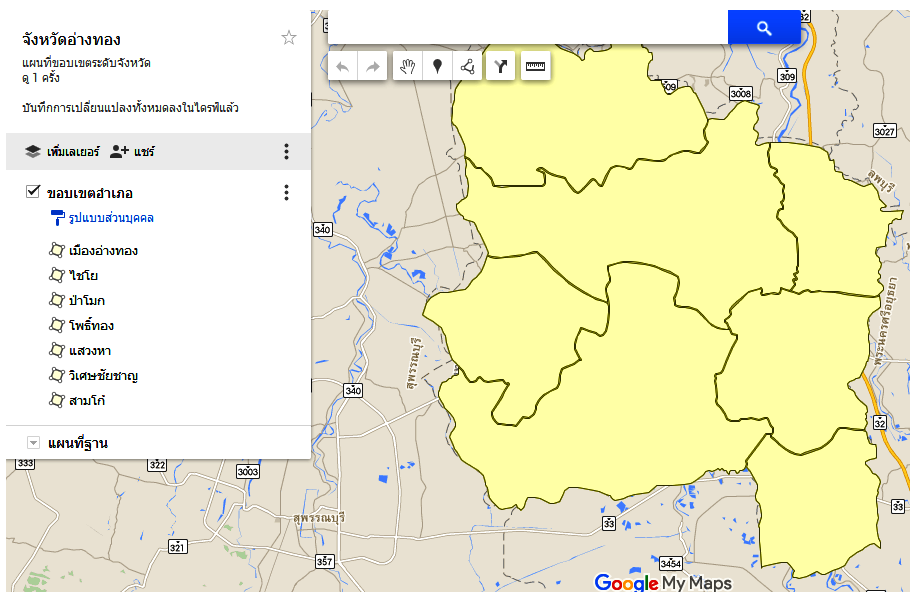 จังหวัดอ่างทอง
แผนที่ขอบเขตระดับจังหวัด
ดู 1 ครั้ง
บันทึกการเปลี่ยนแปลงทั้งหมดลงในไดรฟ์แล้ว
เพิ่มเลเยอร์ แชร์
ขอบเขตอำเภอ
รูปแบบส่วนบุคคล
เมืองอ่างทอง
ไชโย
ป่าโมก
โพธิ์ทอง
แสวงหา
วิเศษชัยชาญ
สามโก้
แผนที่ฐาน
32
309
3008
3027
ลพบุรี
340
พระนครศรีอยุธยา
สุพรรณบุรี
340
32
333
322
3003
33
สุพรรณบุรี
33
321
357
3454
Google My Maps